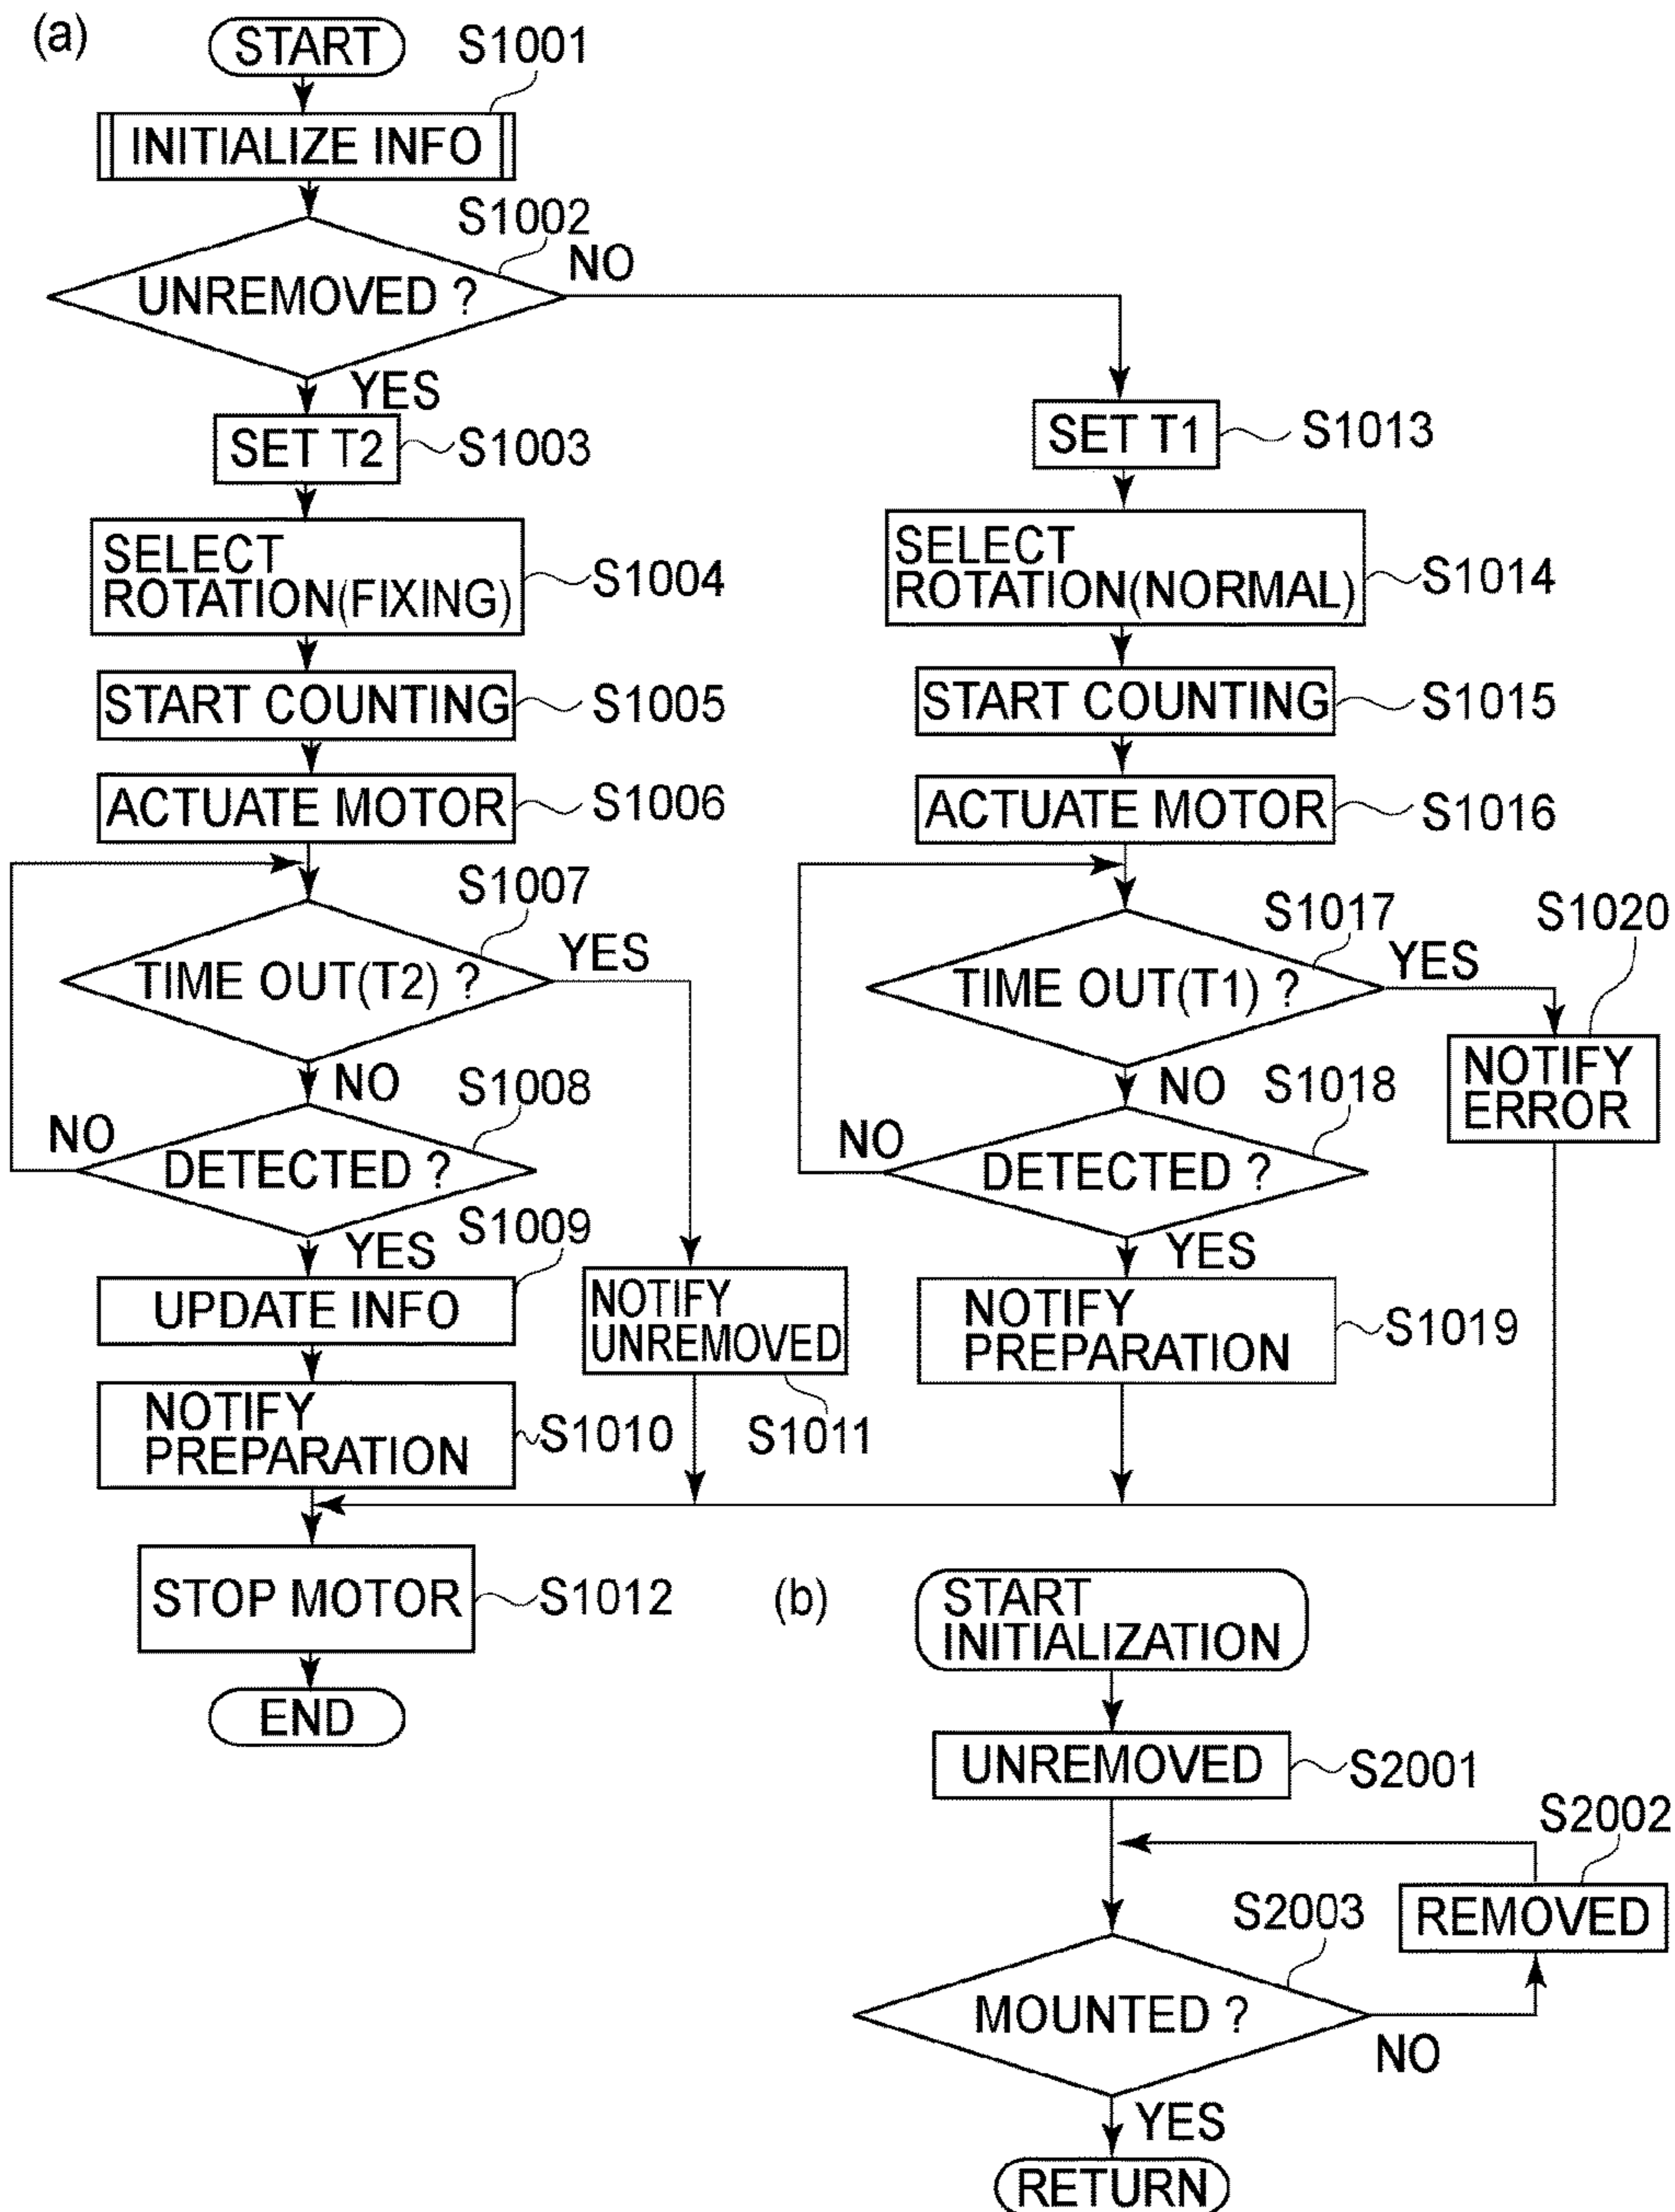 (a)
START
S1001
INITIALIZE INFO
S1002
UNREMOVED ?
NO
YES
SET T2
S1003
SELECT
ROTATION(FIXING)
S1004
START COUNTING
S1005
ACTUATE MOTOR
S1006
S1007
TIME OUT(T2) ?
YES
NO
S1008
DETECTED ?
NO
YES
S1009
UPDATE INFO
NOTIFY
UNREMOVED
S1011
NOTIFY
PREPARATION
S1010
STOP MOTOR
S1012
END
SET T1
S1013
SELECT
ROTATION(NORMAL)
S1014
START COUNTING
S1015
ACTUATE MOTOR
S1016
S1017
TIME OUT(T1) ?
YES
S1020
NOTIFY
ERROR
NO
S1018
DETECTED ?
NO
YES
NOTIFY
PREPARATION
S1019
(b)
START
INITIALIZATION
UNREMOVED
S2001
S2002
REMOVED
S2003
MOUNTED ?
NO
YES
RETURN